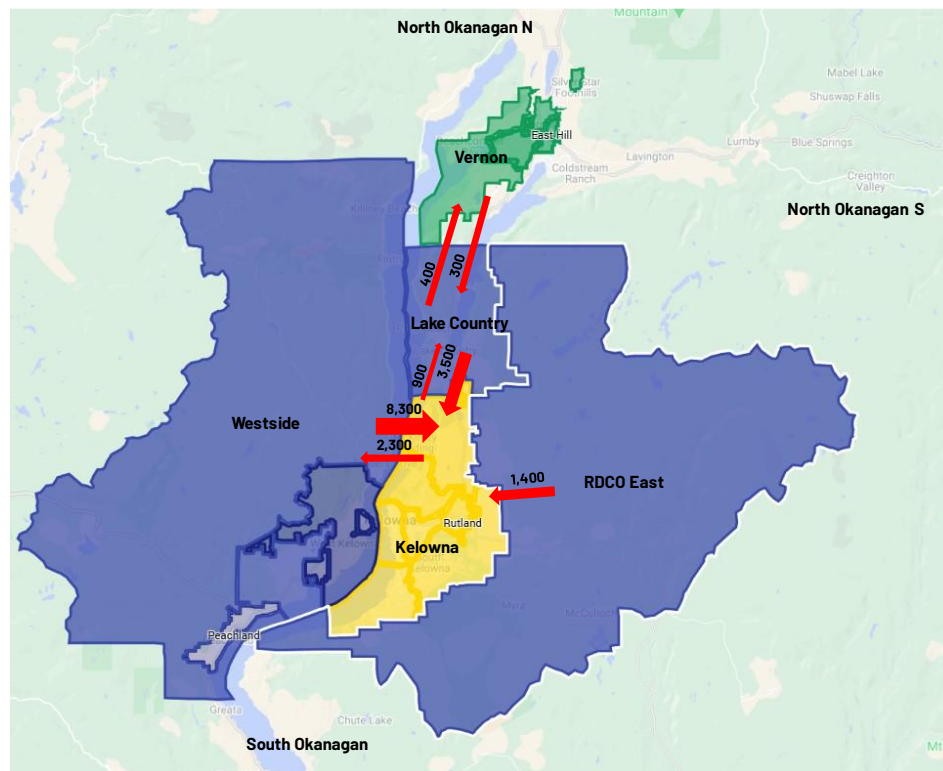 Mountain
North Okanagan N
Mabel Lake
Silver Star
Foothills
Shuswap Falls
East Hill
Lumby
Blue Springs
Vernon
Lavington
Coldstream
Ranch
Creighton
Valley
Killiney Beach
North Okanagan S
400
300
Lake Country
900
3,500
8,300
Westside
2,300
1,400
RDCO East
Rutland
Kelowna
West Kelowna
Myra
McCulloch
Peachland
Greata
Chute Lake
South Okanagan